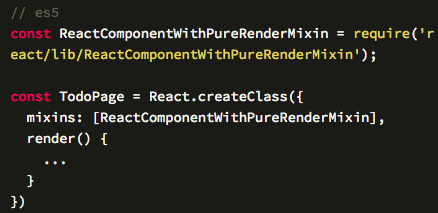 // es5
const ReactComponentWithPureRenderMixin = require('r
eact/lib/ReactComponentWithPureRenderMixin');
const TodoPage = React.createClass({
  mixins: [ReactComponentWithPureRenderMixin],
  render() {
    ...
  }
})